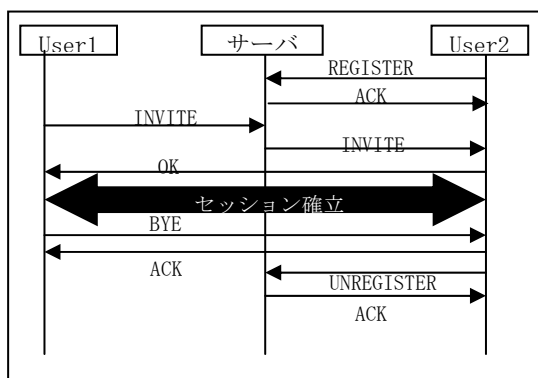 User1
サーバ
User2
REGISTER
ACK
INVITE
INVITE
OK
セッション確立
BYE
ACK
UNREGISTER
ACK